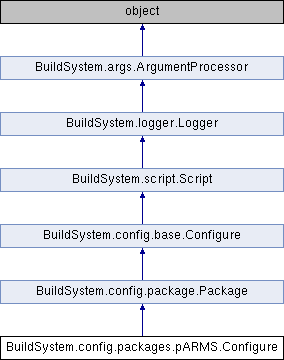 object
BuildSystem.args.ArgumentProcessor
BuildSystem.logger.Logger
BuildSystem.script.Script
BuildSystem.config.base.Configure
BuildSystem.config.package.Package
BuildSystem.config.packages.pARMS.Configure